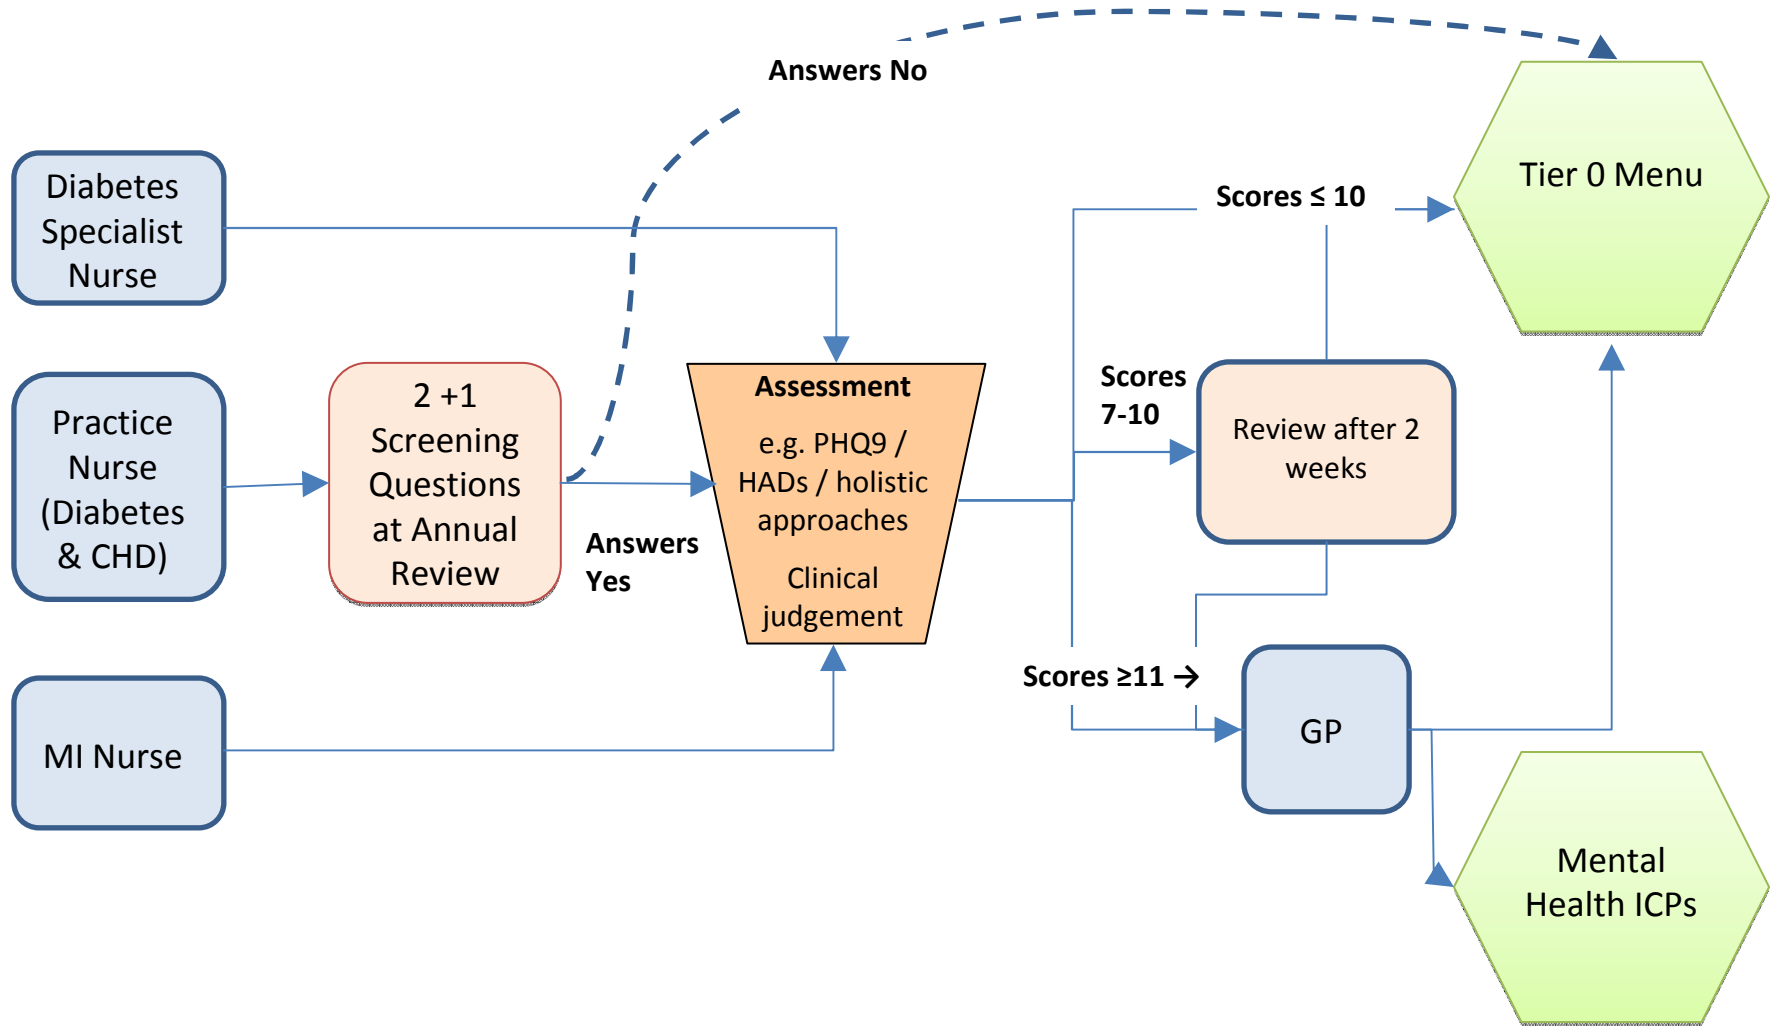 Answers No
Diabetes
Specialist
Nurse
Tier 0 Menu
Scores ≤ 10
Practice
Nurse
(Diabetes
& CHD)
2 +1
Screening
Questions
at Annual
Review
Answers
Yes
Assessment
e.g. PHQ9 /
HADs / holistic
approaches
Clinical
judgement
Scores
7-10
Review after 2
weeks
MI Nurse
Scores ≥11 →
GP
Mental
Health ICPs